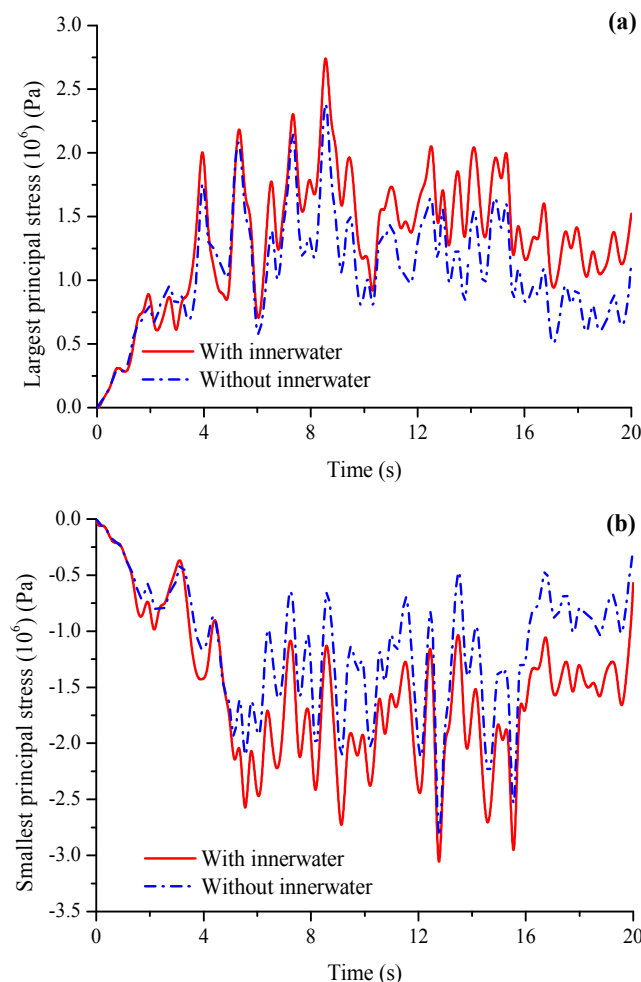 (a)
Largest principal stress (10⁶) (Pa)
3.0
2.5
2.0
1.5
1.0
0.5
0.0
With innerwater
Without innerwater
0 4 8 12 16 20
Time (s)
(b)
Smallest principal stress (10⁶) (Pa)
0.0
-0.5
-1.0
-1.5
-2.0
-2.5
-3.0
-3.5
With innerwater
Without innerwater
0 4 8 12 16 20
Time (s)